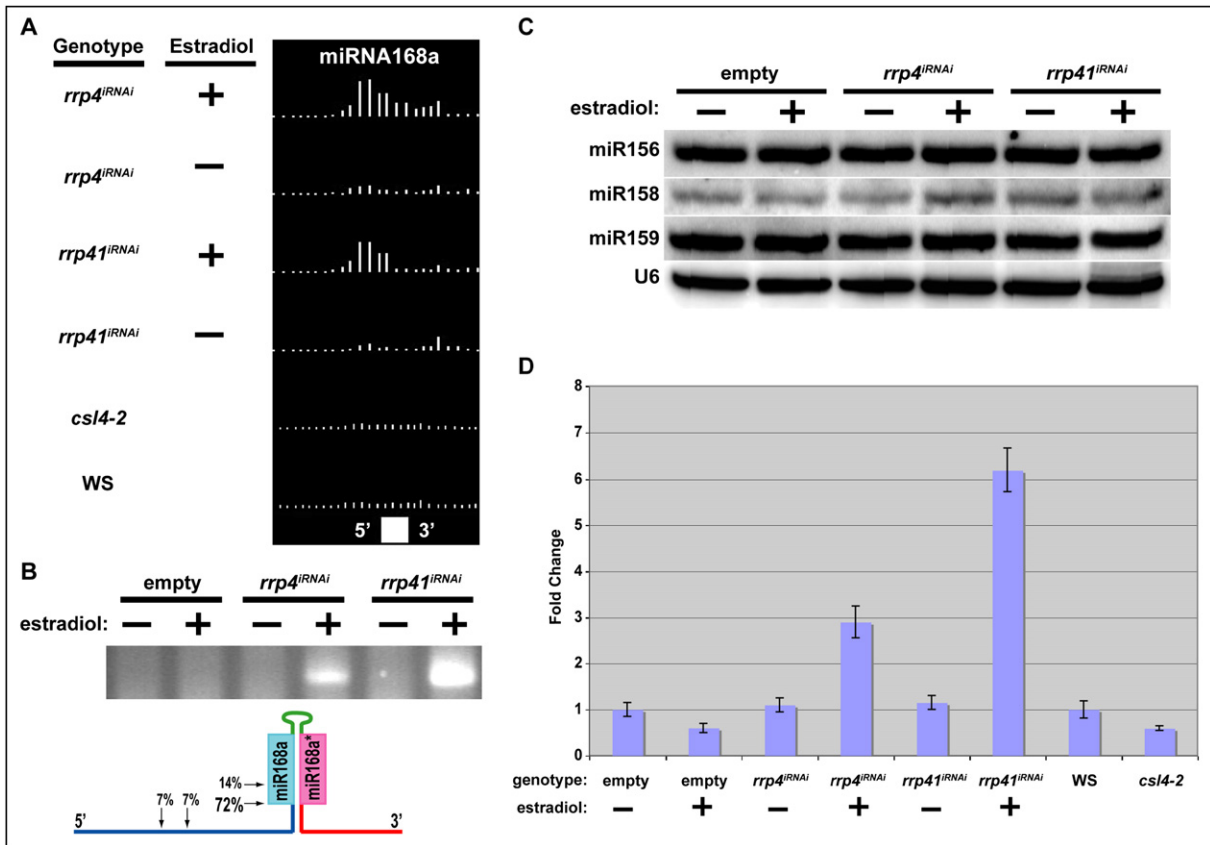 A
Genotype Estradiol
miRNA168a
rrp4iRNAi +
rrp4iRNAi −
rrp41iRNAi +
rrp41iRNAi −
csl4-2
WS
5’ 3’
B
empty rrp4iRNAi rrp41iRNAi
estradiol: − + − + − +
miR168a
miR168a*
14%
72%
7% 7%
5’ 3’
C
empty rrp4iRNAi rrp41iRNAi
estradiol: − + − + − +
miR156
miR158
miR159
U6
D
Fold Change
8
7
6
5
4
3
2
1
0
genotype: empty empty rrp4iRNAi rrp4iRNAi rrp41iRNAi rrp41iRNAi WS csl4-2
estradiol: − + − + − +